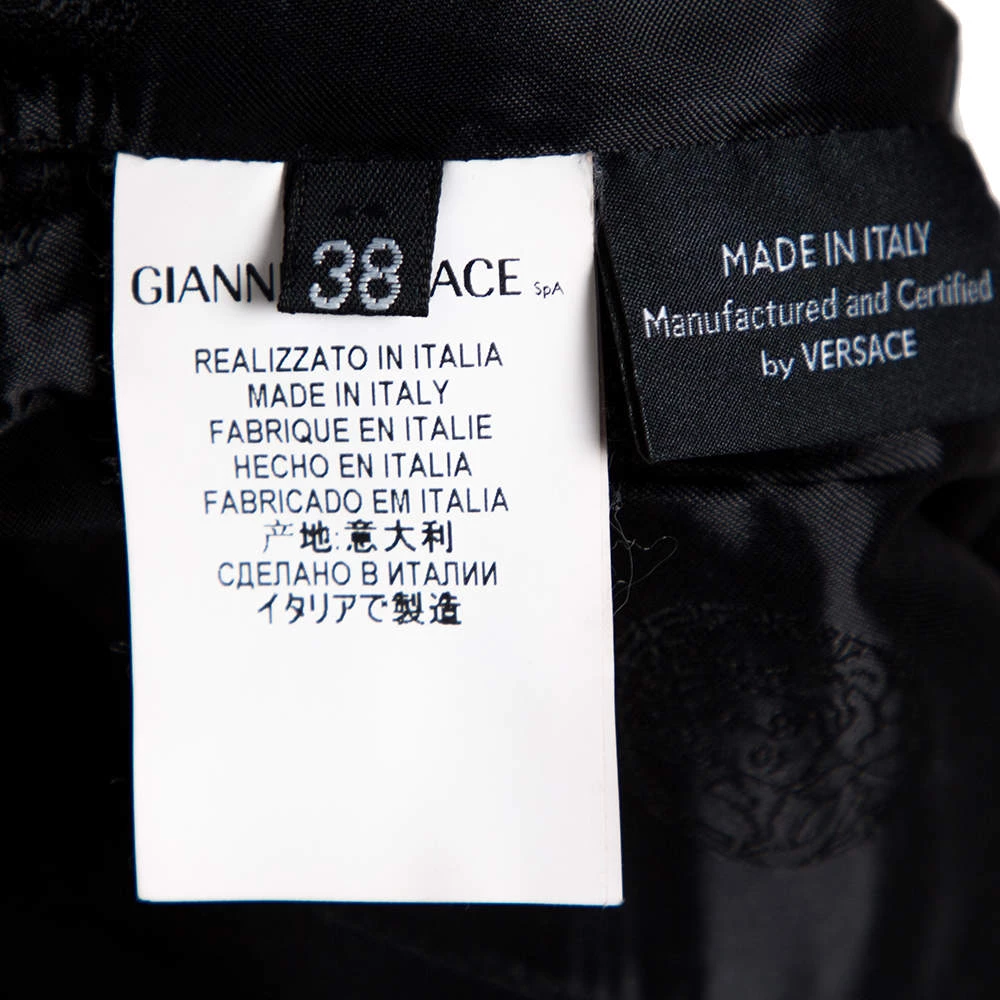 GIANN ACE SpA
38
REALIZZATO IN ITALIA
MADE IN ITALY
FABRIQUE EN ITALIE
HECHO EN ITALIA
FABRICADO EM ITALIA
产地:意大利
СДЕЛАНО В ИТАЛИИ
イタリアで製造
MADE IN ITALY
Manufactured and Certified
by VERSACE